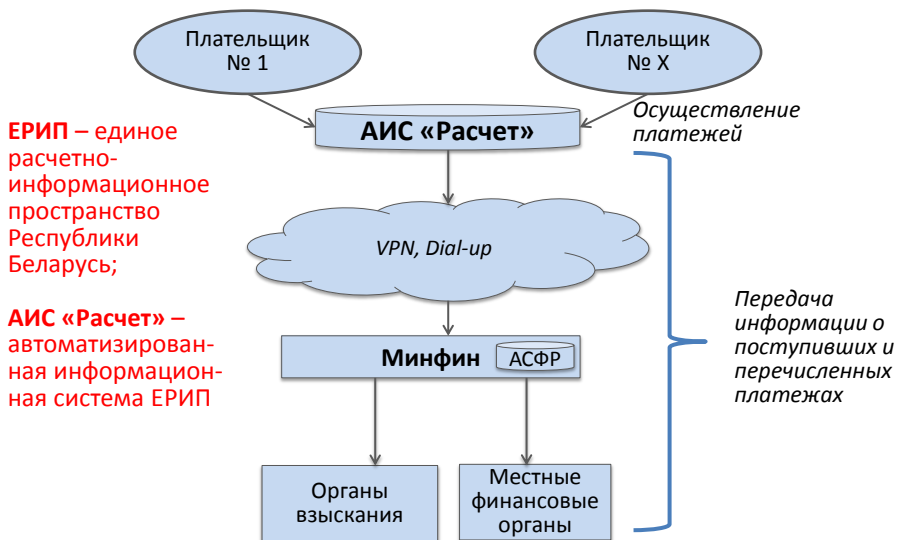 Плательщик
№ 1
Плательщик
№ X
АИС «Расчет»
Осуществление
платежей
ЕРИП – единое
расчетно-
информационное
пространство
Республики
Беларусь;
VPN, Dial-up
АИС «Расчет» –
автоматизирован-
ная информацион-
ная система ЕРИП
Минфин
АСФР
Передача
информации о
поступивших и
перечисленных
платежах
Органы
взыскания
Местные
финансовые
органы